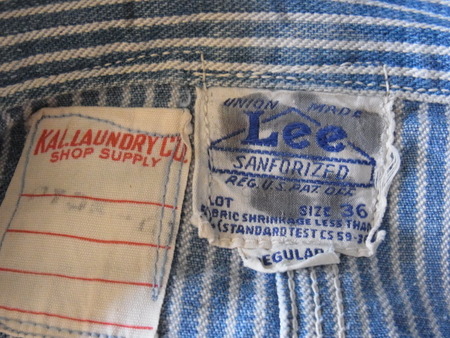 KAL. LAUNDRY CO.
SHOP SUPPLY
UNION MADE
Lee
SANFORIZED
REG. U.S. PAT. OFF.
LOT SIZE 36
FABRIC SHRINKAGE LESS THAN
(STANDARD TEST CS 59-
EGULAR